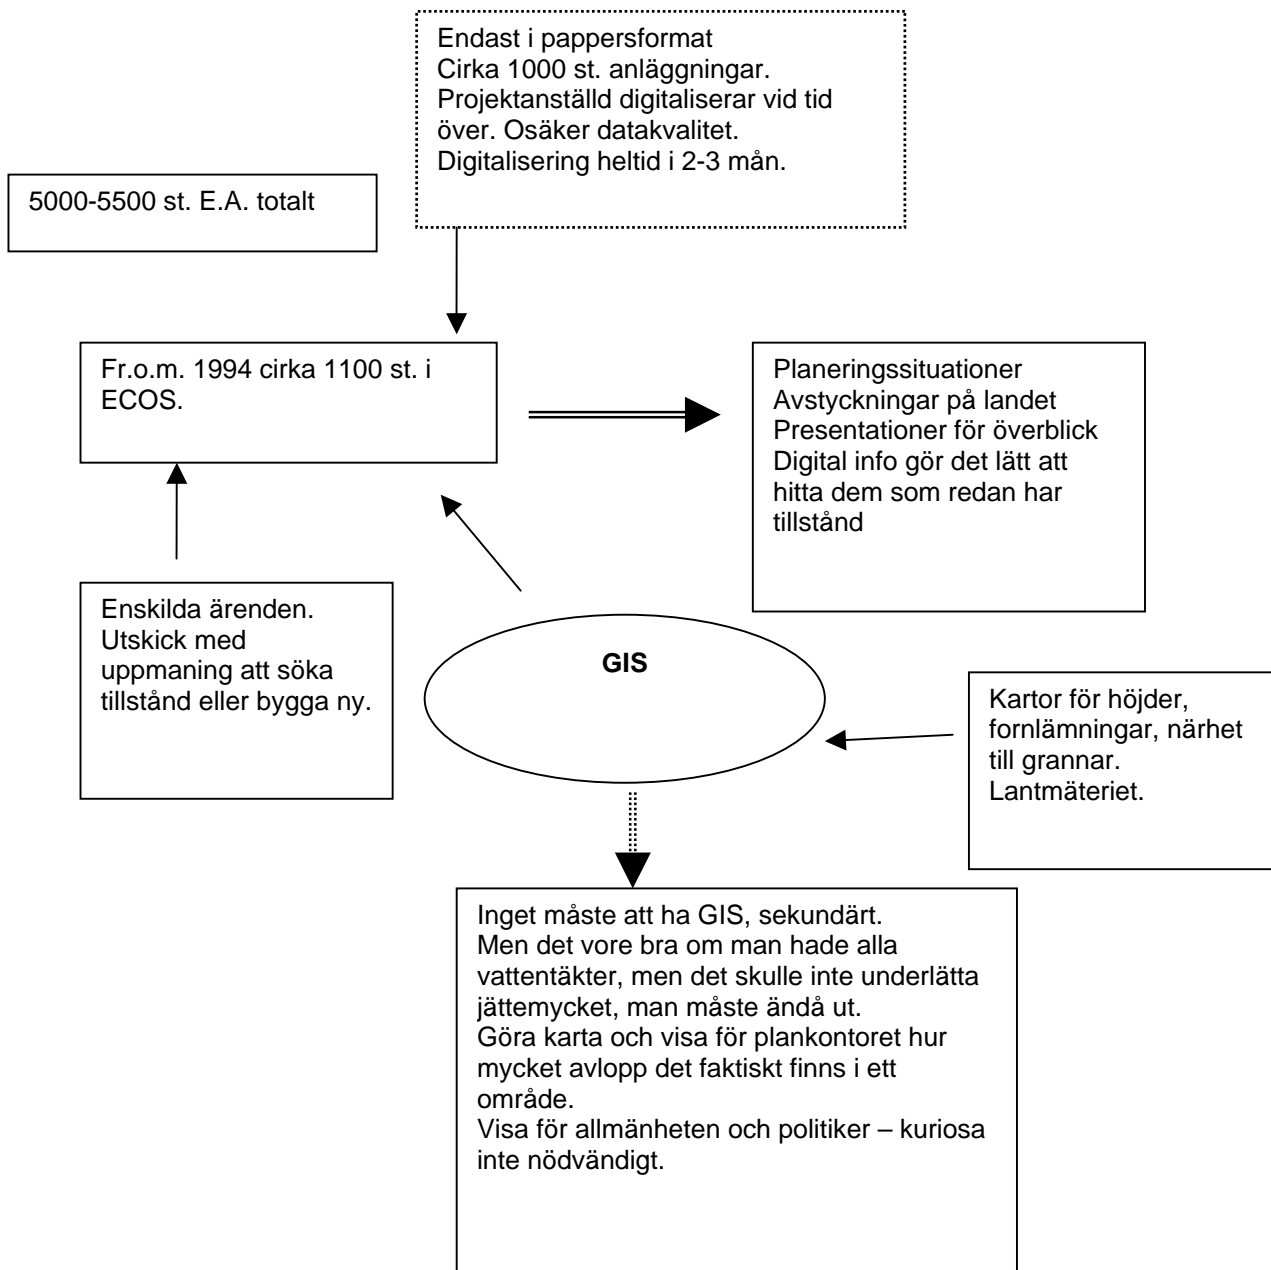 Endast i pappersformat
Cirka 1000 st. anläggningar.
Projektanställd digitaliserar vid tid
över. Osäker datakvalitet.
Digitalisering heltid i 2-3 mån.
5000-5500 st. E.A. totalt
Fr.o.m. 1994 cirka 1100 st. i
ECOS.
Planeringssituationer
Avstyckningar på landet
Presentationer för överblick
Digital info gör det lätt att
hitta dem som redan har
tillstånd
Enskilda ärenden.
Utskick med
uppmaning att söka
tillstånd eller bygga ny.
GIS
Kartor för höjder,
fornlämningar, närhet
till grannar.
Lantmäteriet.
Inget måste att ha GIS, sekundärt.
Men det vore bra om man hade alla
vattentäkter, men det skulle inte underlätta
jättemycket, man måste ändå ut.
Göra karta och visa för plankontoret hur
mycket avlopp det faktiskt finns i ett
område.
Visa för allmänheten och politiker – kuriosa
inte nödvändigt.